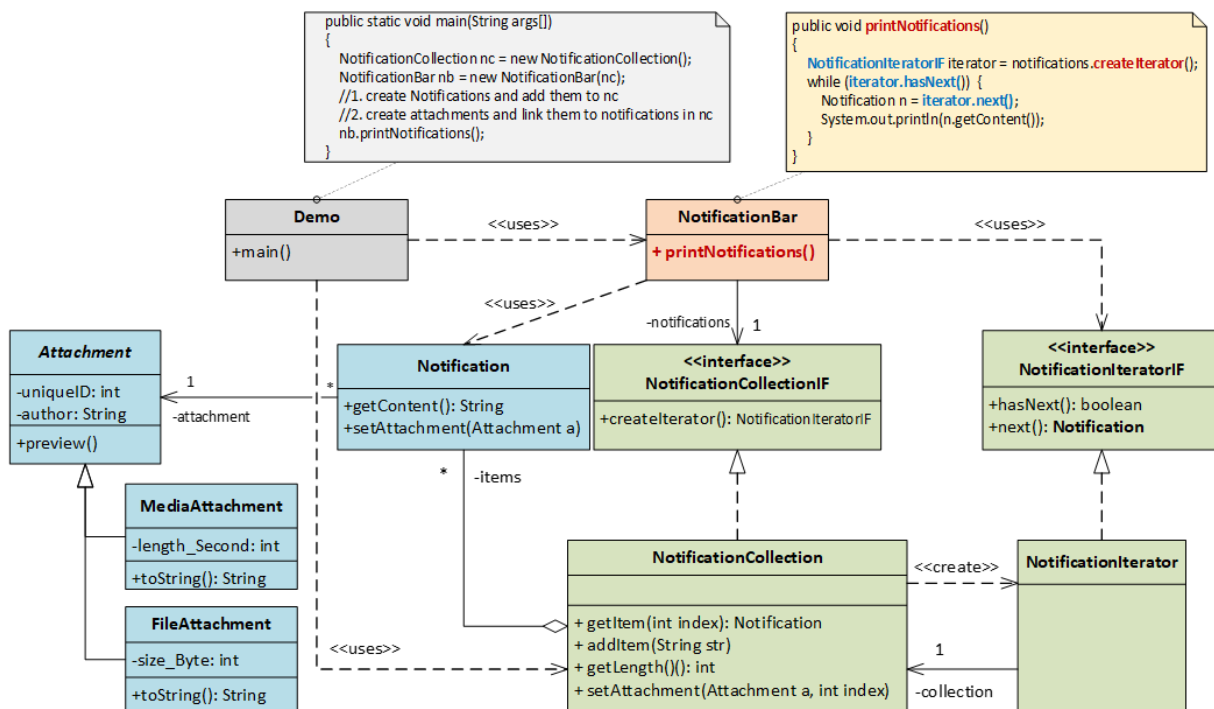 public static void main(String args[])
{
NotificationCollection nc = new NotificationCollection();
NotificationBar nb = new NotificationBar(nc);
//1. create Notifications and add them to nc
//2. create attachments and link them to notifications in nc
nb.printNotifications();
}
public void printNotifications()
{
NotificationIteratorIF iterator = notifications.createIterator();
while (iterator.hasNext()) {
Notification n = iterator.next();
System.out.println(n.getContent());
}
}
Demo
+main()
<<uses>>
NotificationBar
+ printNotifications()
<<uses>>
<<uses>>
-notifications
1
Attachment
-uniqueID: int
-author: String
+preview()
1
-attachment
*
Notification
+getContent(): String
+setAttachment(Attachment a)
<<interface>>
NotificationCollectionIF
+createIterator(): NotificationIteratorIF
<<interface>>
NotificationIteratorIF
+hasNext(): boolean
+next(): Notification
*
-items
MediaAttachment
-length_Second: int
+toString(): String
FileAttachment
-size_Byte: int
+toString(): String
<<uses>>
NotificationCollection
+ getItem(int index): Notification
+ addItem(String str)
+ getLength()(): int
+ setAttachment(Attachment a, int index)
<<create>>
1
-collection
NotificationIterator